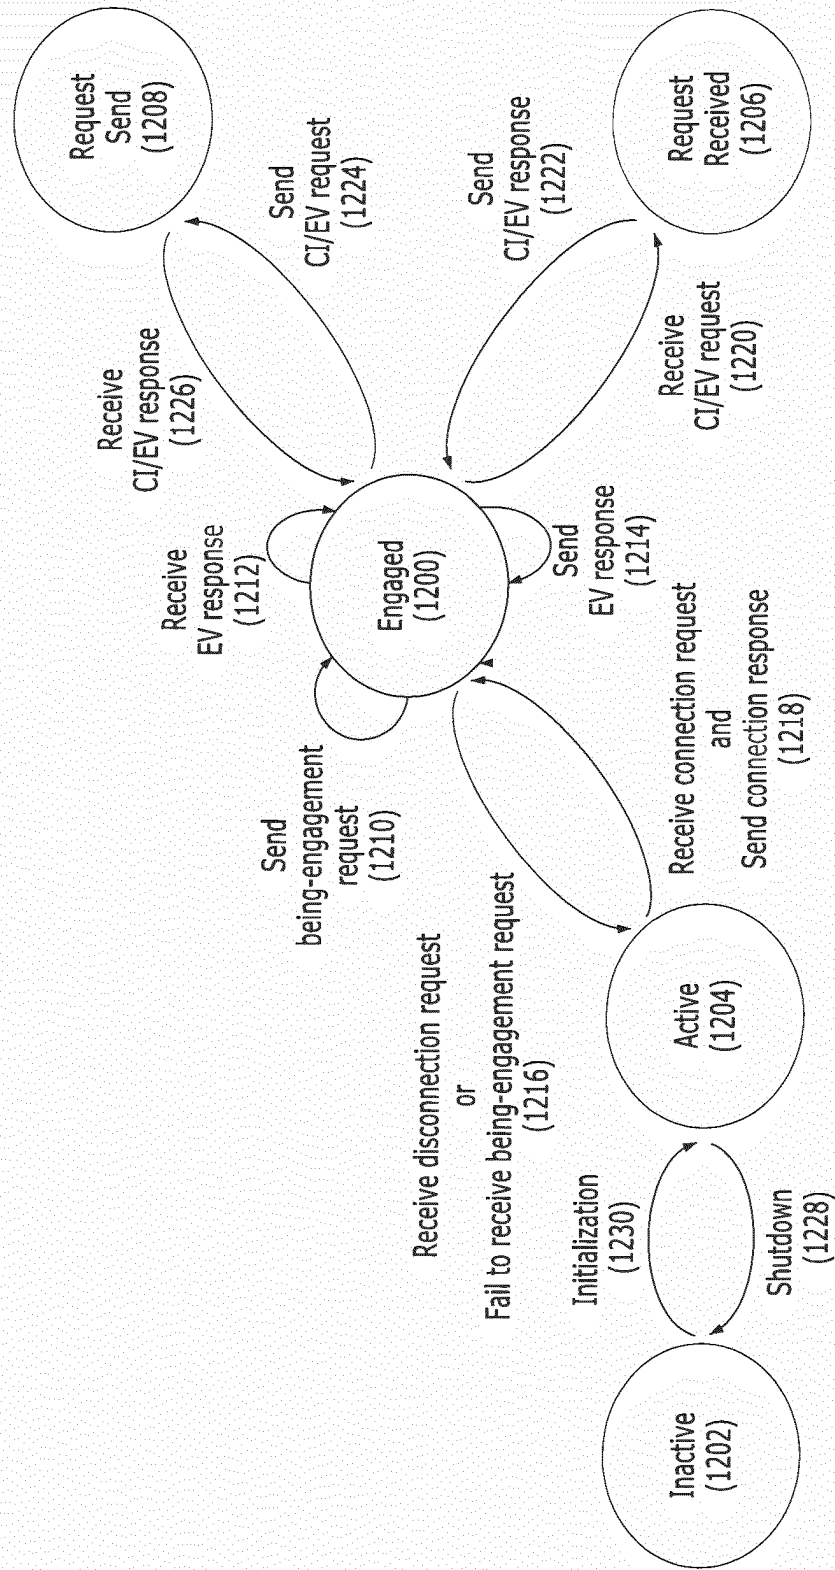 Request
Send
(1208)
Send
CI/EV request
(1224)
Receive
CI/EV response
(1226)
Request
Received
(1206)
Send
CI/EV response
(1222)
Receive
CI/EV request
(1220)
Receive
EV response
(1212)
Engaged
(1200)
Send
EV response
(1214)
Send
being-engagement
request
(1210)
Receive connection request
and
Send connection response
(1218)
Receive disconnection request
or
Fail to receive being-engagement request
(1216)
Active
(1204)
Initialization
(1230)
Shutdown
(1228)
Inactive
(1202)